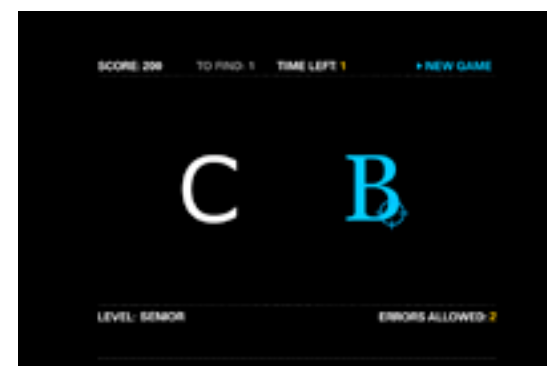 SCORE: 200 TO FIND: 1 TIME LEFT: 1 + NEW GAME
C B
LEVEL: SENIOR ERRORS ALLOWED: 2